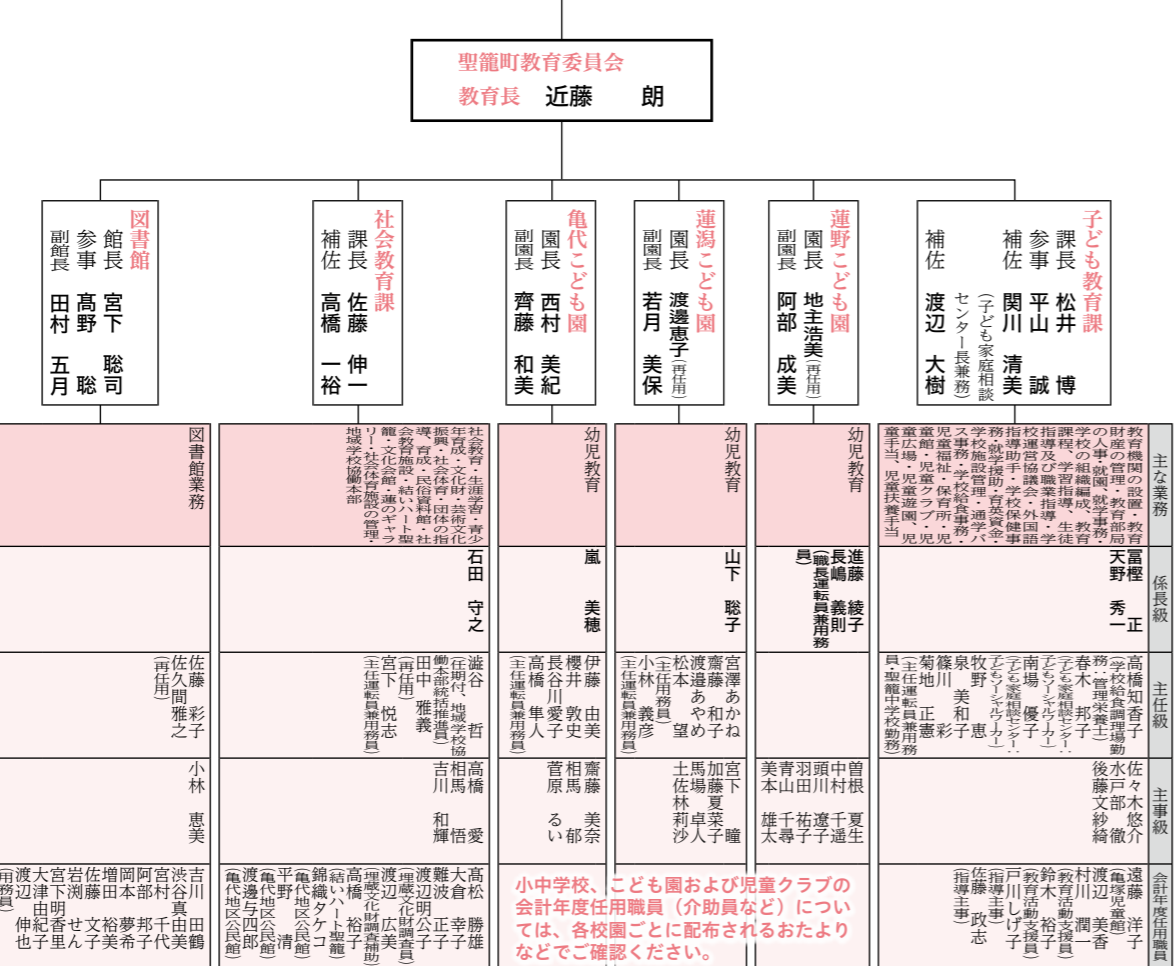 聖籠町教育委員会
教育長 近藤 朗
子ども教育課
課長 松井 博
参事 平山 誠
補佐 関川 清美
(子ども家庭相談
センター長兼務)
補佐 渡辺 大樹
蓮野こども園
園長 地主浩美(再任用)
副園長 阿部 成美
蓮潟こども園
園長 渡邊恵子(再任用)
副園長 若月 美保
亀代こども園
園長 西村 美紀
副園長 齊藤 和美
社会教育課
課長 佐藤 伸一
補佐 高橋 一裕
図書館
館長 宮下 聡司
参事 髙野 聡
副館長 田村 五月
主な業務
教育機関の設置・教育
財産の管理・教育部局
の人事・就園、就学事務・
学校の組織編成、教育
課程、学習指導、生徒
指導及び職業指導・学
校運営協議会・外国語
指導助手・学校保健事
務・就学援助・育英資金・
学校施設管理・通学バ
ス事務・学校給食事務・
児童福祉・保育所・児
童館・児童クラブ・児
童広場・児童遊園、児
童手当、児童扶養手当
幼児教育
幼児教育
幼児教育
社会教育・生涯学習・青少
年育成・文化財・芸術文化
振興・社会体育・団体の指
導、育成・民俗資料館・社
会教育施設・結いハート聖
籠・文化会館・蓮のギャラ
リー・社会体育施設の管理・
地域学校協働本部
図書館業務
係長級
冨樫 正
天野 秀一
進藤 綾子
長嶋 義則
(職長運転員兼用務
員)
山下 聡子
嵐 美穂
石田 守之
主任級
高橋知香子
(学校給食調理場勤
務:管理栄養士)
春木 邦子
(子ども家庭相談センター:
子どもソーシャルワーカー)
南場 優子
(子ども家庭相談センター:
子どもソーシャルワーカー)
牧野 恵
泉 美和子
篠川 彩
菊地 正憲
(主任運転員兼用務
員・聖籠中学校勤務)
宮澤あかね
齋藤 和子
渡邉あやめ
松本 望
(主任用務員)
小林 義彦
(主任運転員兼用務員)
伊藤 由美
櫻井 敦史
長谷川愛子
高橋 隼人
(主任運転員兼用務員)
澁谷 哲
(任期付、地域学校協
働本部統括推進員)
田中 雅義
(再任用)
宮下 悦志
(主任運転員兼用務員)
佐藤 彩子
佐久間雅之
(再任用)
主事級
佐々木悠介
水戸部 徹
後藤文紗綺
曽根 夏生
中村 千遥
頭川 遼子
羽田 祐子
青山 千尋
美本 雄太
宮下 瞳
加藤夏菜子
馬場 卓人
土佐林莉沙
齋藤 美奈
相馬 郁
菅原 るい
高橋 愛
相馬 悟
吉川 和輝
小林 恵美
会計年度任用職員
遠藤 洋子
(亀塚児童館)
渡辺 美香
村川 潤一
(教育活動支援員)
鈴木 裕子
(教育活動支援員)
戸川しげ子
(指導主事)
佐藤 政志
(指導主事)
小中学校、こども園および児童クラブの
会計年度任用職員（介助員など）につい
ては、各校園ごとに配布されるおたより
などでご確認ください。
高松 勝雄
大倉 幸子
難波 正子
渡辺明公子
(埋蔵文化財調査員)
渡辺 広美
(埋蔵文化財調査補助)
高橋 裕子
(結いハート聖籠)
錦織タケコ
(亀代地区公民館)
平野 清
(亀代地区公民館)
渡邊与四郎
(亀代地区公民館)
吉川 田鶴
渋谷真由美
宮村 千代
阿部 邦子
岡本 夢希
増田 裕美
佐藤 文子
岩渕 せん
宮下明香里
大津由紀子
渡辺 伸也
(用務員)